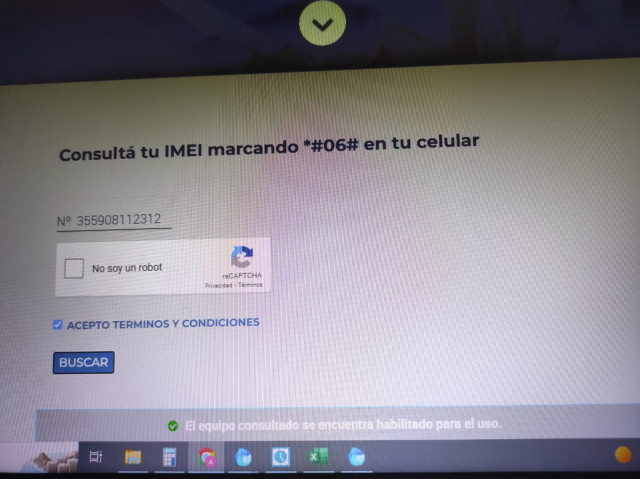 Consultá tu IMEI marcando *#06# en tu celular
Nº 355908112312
No soy un robot
reCAPTCHA
Privacidad - Términos
ACEPTO TERMINOS Y CONDICIONES
BUSCAR
El equipo consultado se encuentra habilitado para el uso.